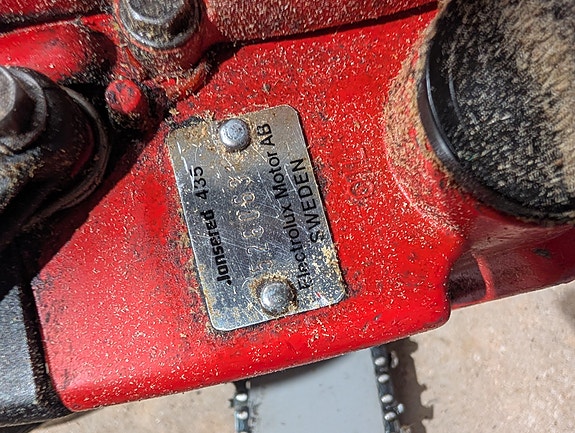 Jonsered 435
Electrolux Motor AB
SWEDEN